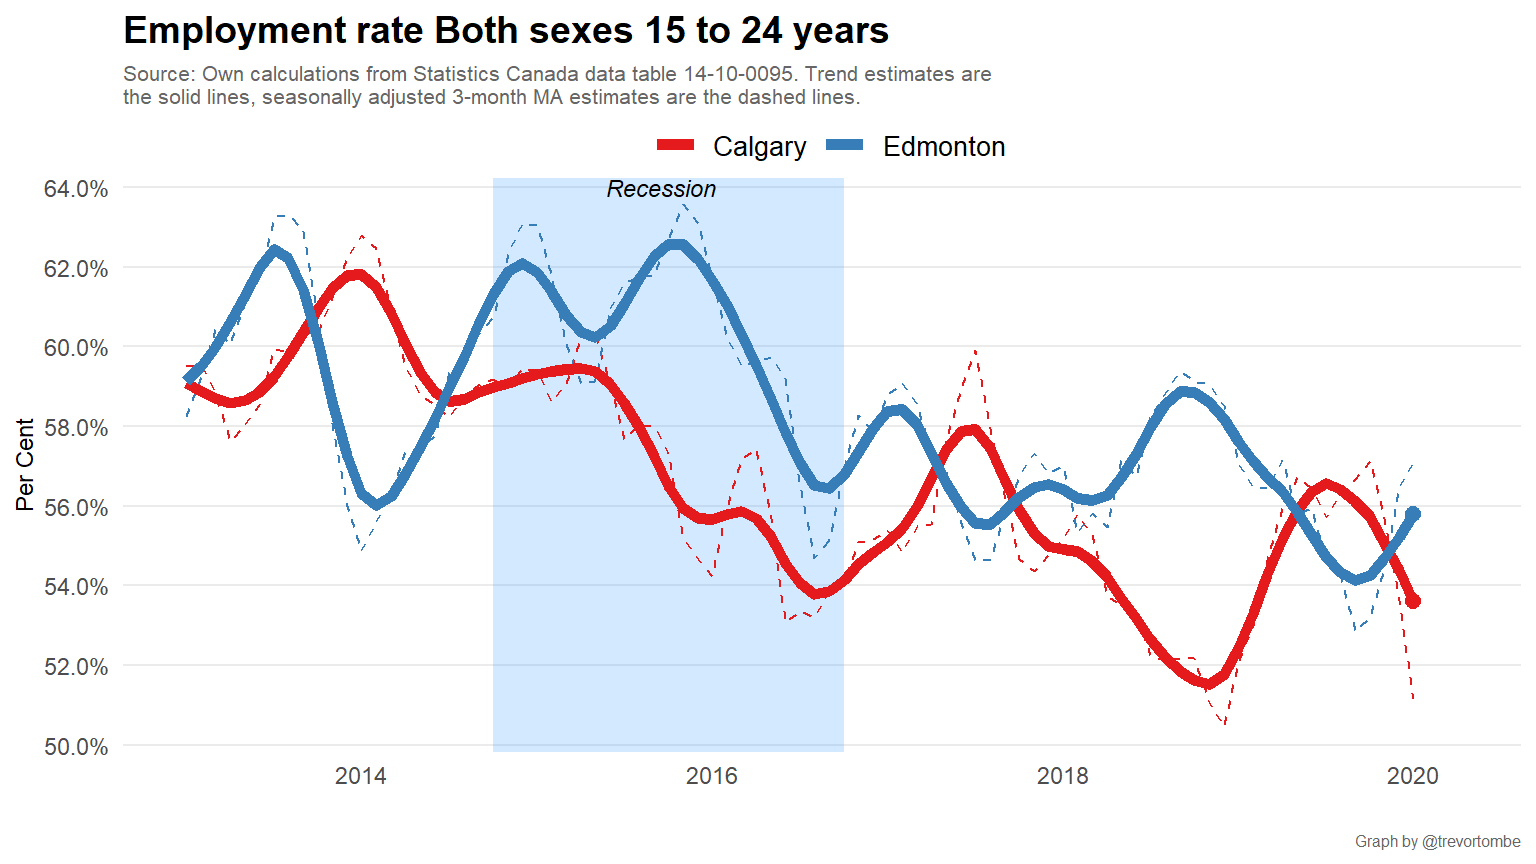 Employment rate Both sexes 15 to 24 years
Source: Own calculations from Statistics Canada data table 14-10-0095. Trend estimates are
the solid lines, seasonally adjusted 3-month MA estimates are the dashed lines.
Calgary Edmonton
Recession
64.0%
62.0%
60.0%
58.0%
56.0%
54.0%
52.0%
50.0%
Per Cent
2014 2016 2018 2020
Graph by @trevortombe